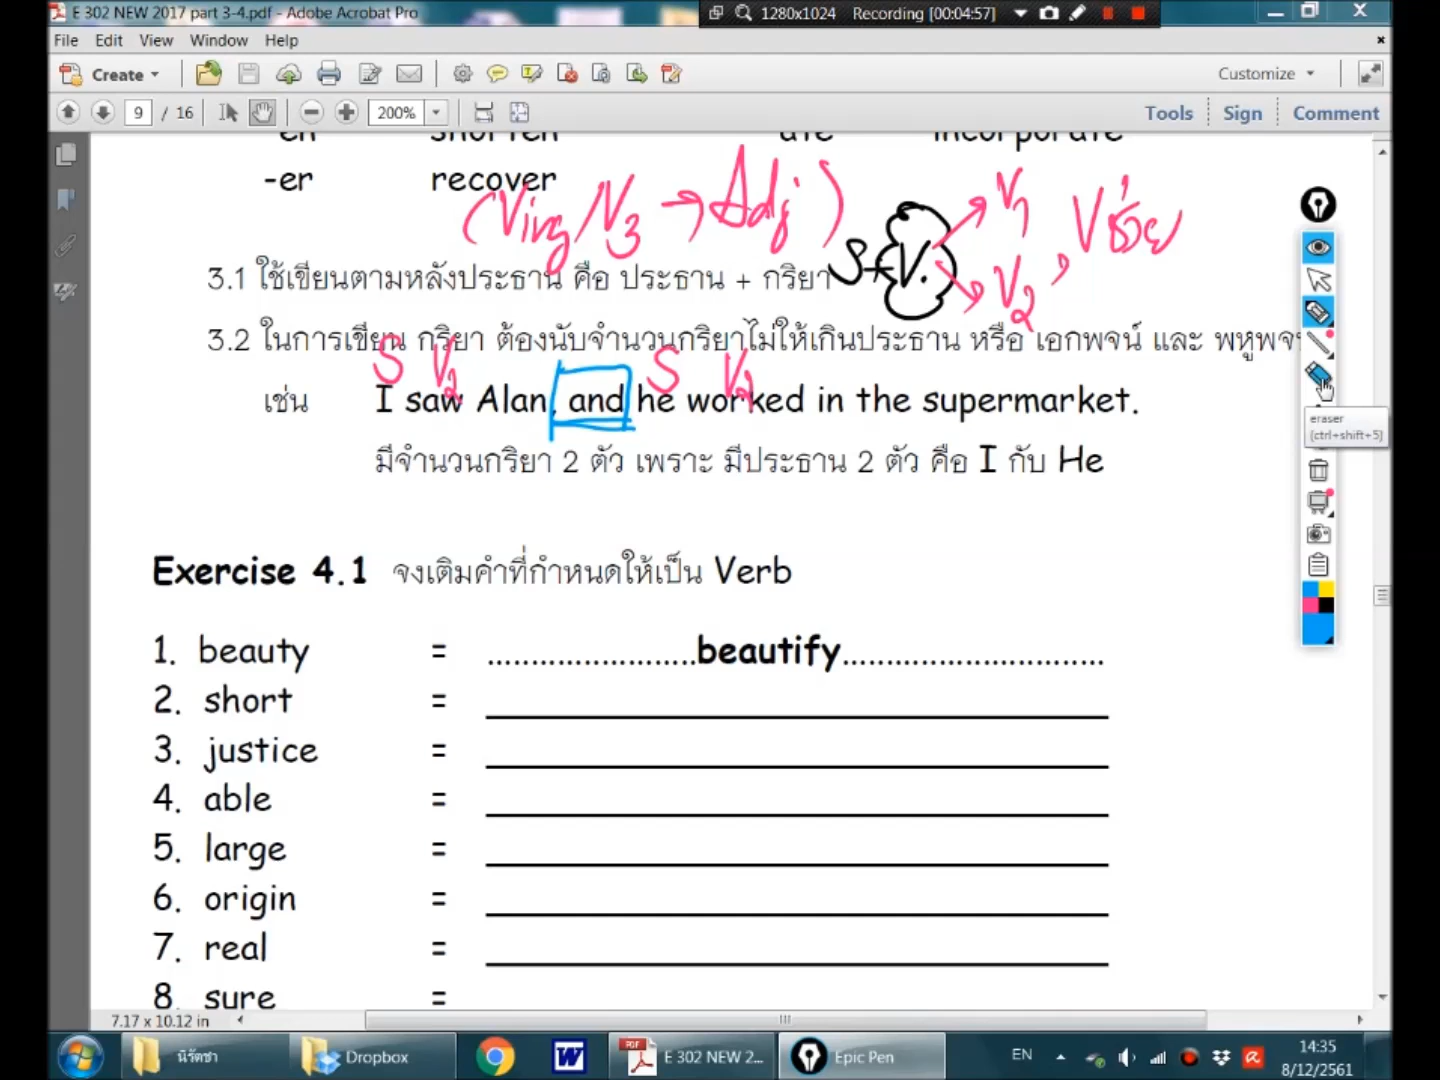 E 302 NEW 2017 part 3-4.pdf - Adobe Acrobat Pro
1280x1024 Recording [00:04:57]
File Edit View Window Help
Create Customize
9 / 16 200% Tools Sign Comment
-en shorten -ate incorporate
-er recover
(Ving/V3 → Adj) V1
S+V. V2 , Vช่วย
3.1 ใช้เขียนตามหลังประธาน คือ ประธาน + กริยา
3.2 ในการเขียน กริยา ต้องนับจำนวนกริยาไม่ให้เกินประธาน หรือ เอกพจน์ และ พหูพจ
S V2 S V2
เช่น I saw Alan, and he worked in the supermarket.
eraser
(ctrl+shift+5)
มีจำนวนกริยา 2 ตัว เพราะ มีประธาน 2 ตัว คือ I กับ He
Exercise 4.1 จงเติมคำที่กำหนดให้เป็น Verb
1. beauty = ........................beautify..............................
2. short =
3. justice =
4. able =
5. large =
6. origin =
7. real =
8. sure =
7.17 x 10.12 in
นิรัตชา Dropbox E 302 NEW 2... Epic Pen EN 14:35
8/12/2561